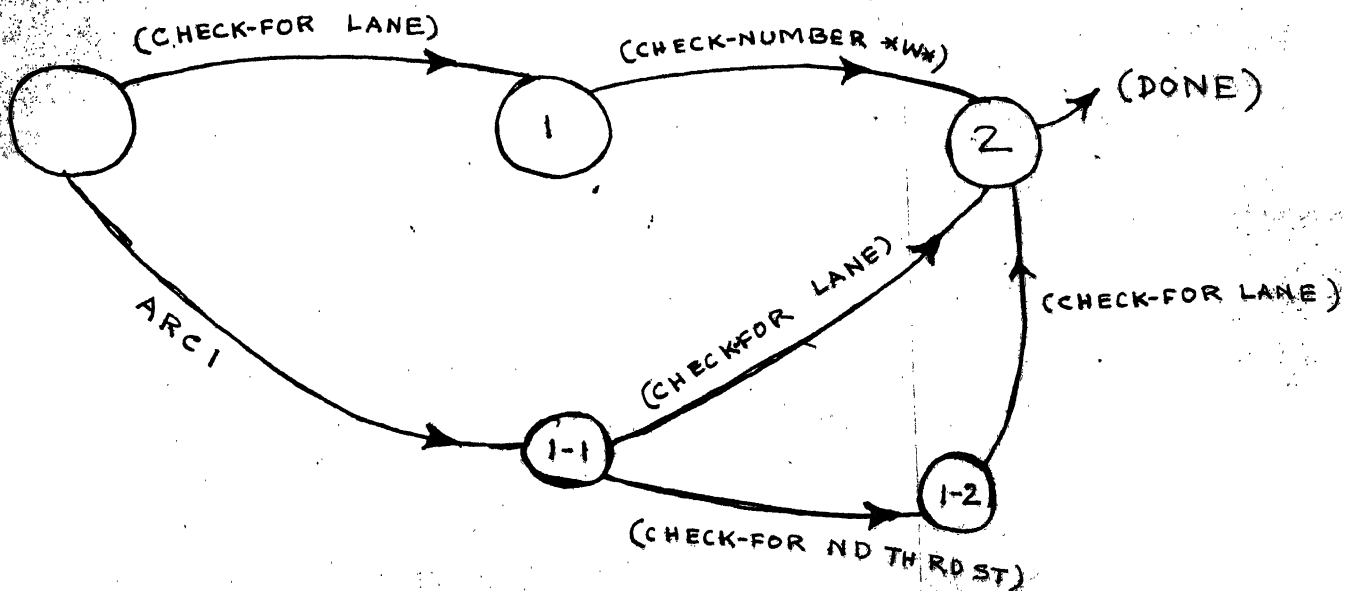 (CHECK-FOR LANE)
(CHECK-NUMBER *W*)
(DONE)
1
2
(CHECK-FOR LANE)
(CHECK-FOR LANE)
ARC1
1-1
1-2
(CHECK-FOR ND TH RD ST)